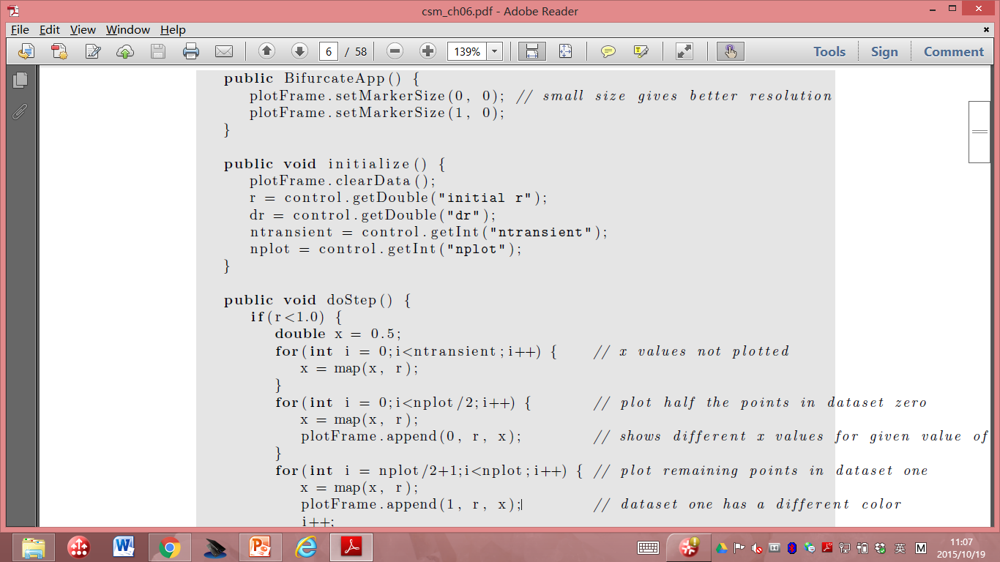 csm_ch06.pdf - Adobe Reader
File Edit View Window Help
6 / 58 139% Tools Sign Comment
public BifurcateApp() {
plotFrame.setMarkerSize(0, 0); // small size gives better resolution
plotFrame.setMarkerSize(1, 0);
}
public void initialize() {
plotFrame.clearData();
r = control.getDouble("initial r");
dr = control.getDouble("dr");
ntransient = control.getInt("ntransient");
nplot = control.getInt("nplot");
}
public void doStep() {
if(r<1.0) {
double x = 0.5;
for(int i = 0;i<ntransient;i++) { // x values not plotted
x = map(x, r);
}
for(int i = 0;i<nplot/2;i++) { // plot half the points in dataset zero
x = map(x, r);
plotFrame.append(0, r, x); // shows different x values for given value of
}
for(int i = nplot/2+1;i<nplot;i++) { // plot remaining points in dataset one
x = map(x, r);
plotFrame.append(1, r, x); // dataset one has a different color
i++;
英 M
11:07
2015/10/19